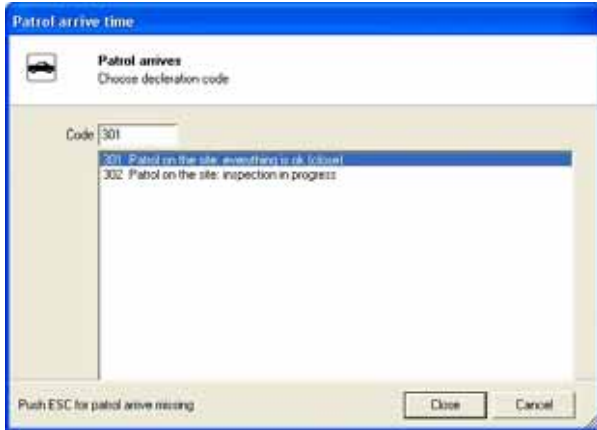 Patrol arrive time
Patrol arrives
Choose decleration code
Code 301
301 Patrol on the site: everything is ok (close)
302 Patrol on the site: inspection in progress
Push ESC for patrol arrive missing
Close Cancel